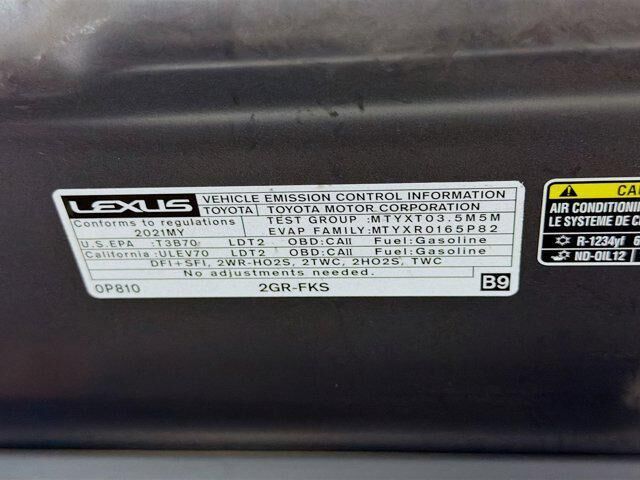 LEXUS VEHICLE EMISSION CONTROL INFORMATION
TOYOTA TOYOTA MOTOR CORPORATION
Conforms to regulations TEST GROUP :MTYXT03.5M5M
2021MY EVAP FAMILY:MTYXR0165P82
U.S.EPA :T3B70 LDT2 OBD:CAII Fuel:Gasoline
California:ULEV70 LDT2 OBD:CAII Fuel:Gasoline
DFI+SFI, 2WR-HO2S, 2TWC, 2HO2S, TWC
No adjustments needed.
0P810 2GR-FKS B9
AIR
LE SYSTEME DE
R-1234yf
ND-OIL12